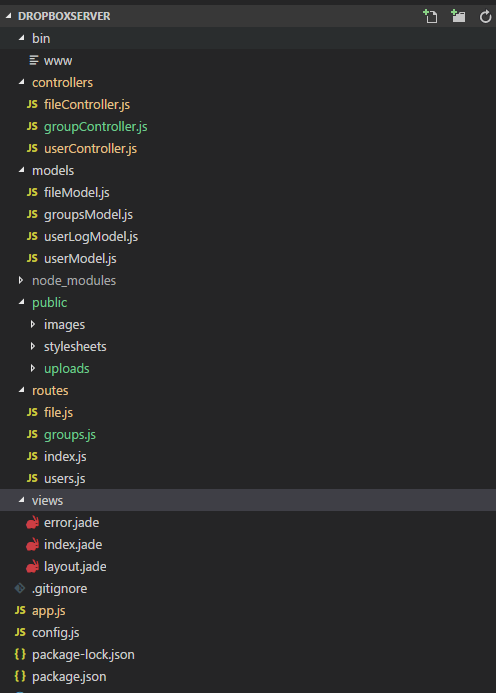 DROPBOXSERVER
bin
www
controllers
JS fileController.js
JS groupController.js
JS userController.js
models
JS fileModel.js
JS groupsModel.js
JS userLogModel.js
JS userModel.js
node_modules
public
images
stylesheets
uploads
routes
JS file.js
JS groups.js
JS index.js
JS users.js
views
error.jade
index.jade
layout.jade
.gitignore
JS app.js
JS config.js
{} package-lock.json
{} package.json